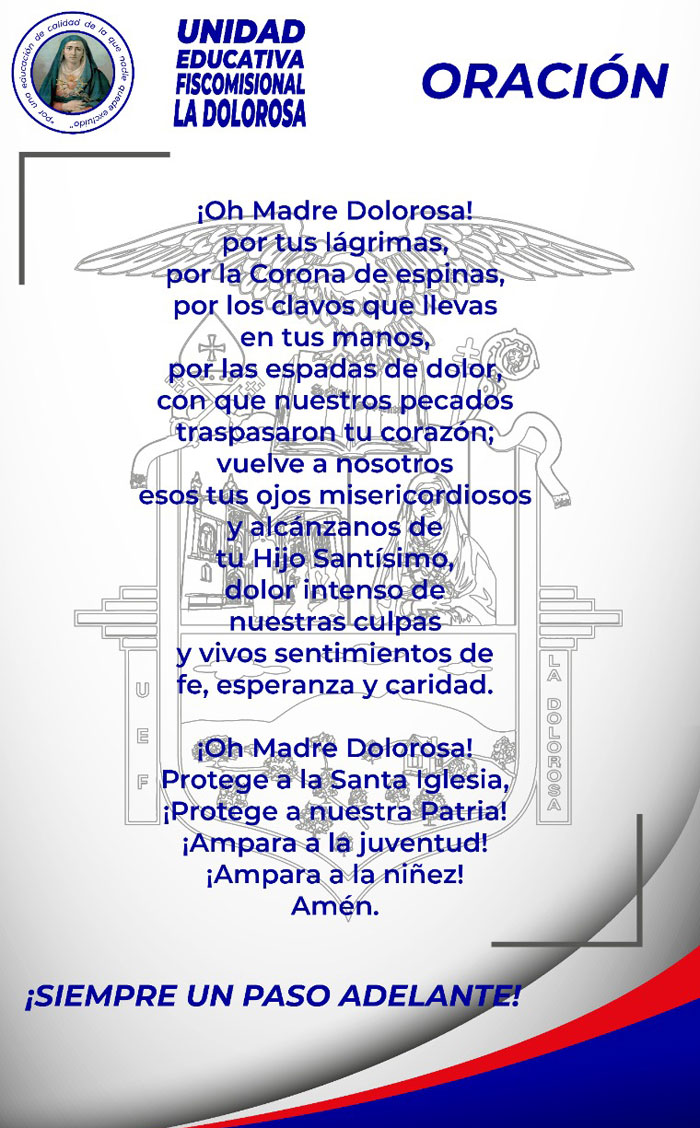 "por una educación de calidad de la que nadie quede excluido"
UNIDAD
EDUCATIVA
FISCOMISIONAL
LA DOLOROSA
ORACIÓN
¡Oh Madre Dolorosa!
por tus lágrimas,
por la Corona de espinas,
por los clavos que llevas
en tus manos,
por las espadas de dolor,
con que nuestros pecados
traspasaron tu corazón;
vuelve a nosotros
esos tus ojos misericordiosos
y alcánzanos de
tu Hijo Santísimo,
dolor intenso de
nuestras culpas
y vivos sentimientos de
fe, esperanza y caridad.
¡Oh Madre Dolorosa!
Protege a la Santa Iglesia,
¡Protege a nuestra Patria!
¡Ampara a la juventud!
¡Ampara a la niñez!
Amén.
UEF
LA DOLOROSA
¡SIEMPRE UN PASO ADELANTE!